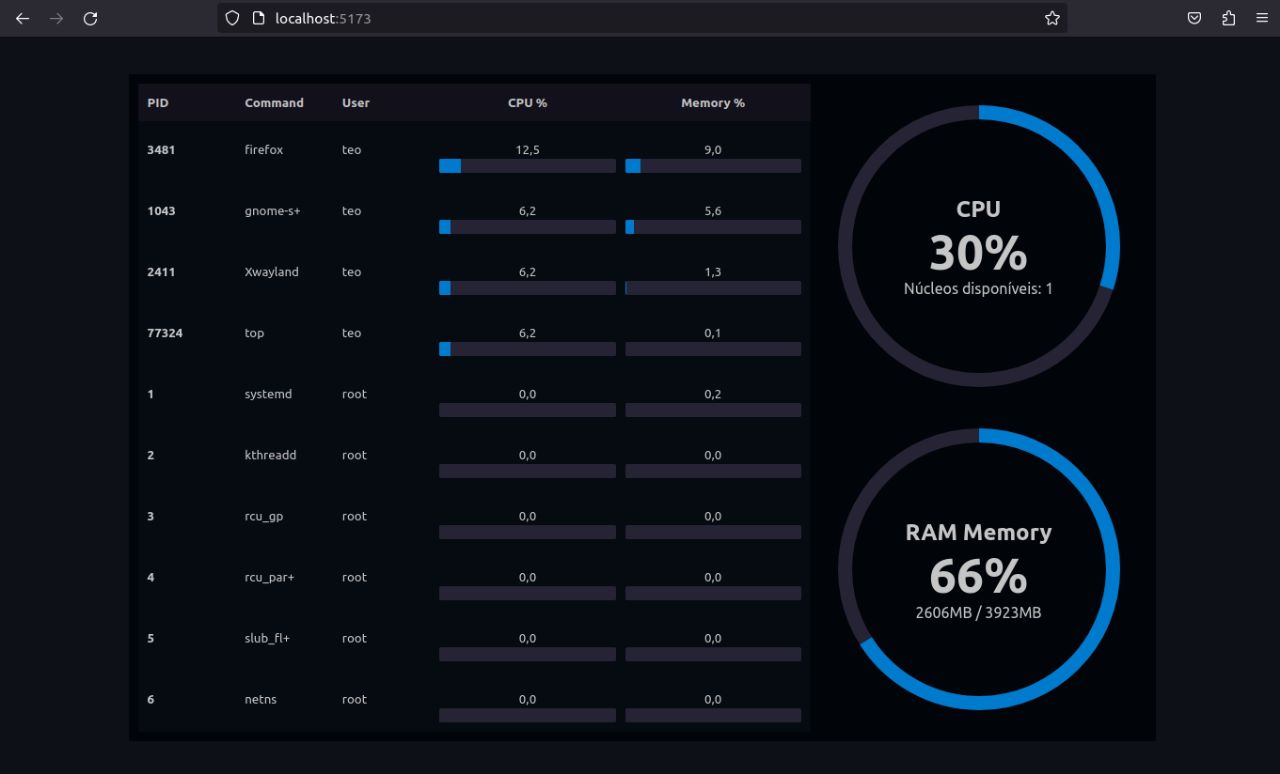 localhost:5173
PID Command User CPU % Memory %
3481 firefox teo 12,5 9,0
1043 gnome-s+ teo 6,2 5,6
2411 Xwayland teo 6,2 1,3
77324 top teo 6,2 0,1
1 systemd root 0,0 0,2
2 kthreadd root 0,0 0,0
3 rcu_gp root 0,0 0,0
4 rcu_par+ root 0,0 0,0
5 slub_fl+ root 0,0 0,0
6 netns root 0,0 0,0
CPU
30%
Núcleos disponíveis: 1
RAM Memory
66%
2606MB / 3923MB